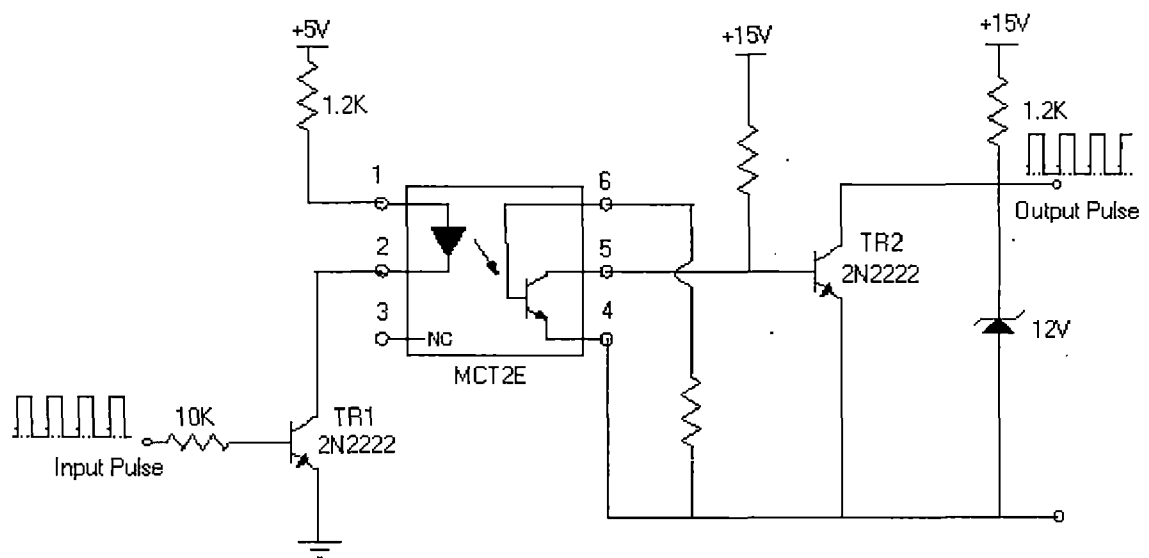 +5V
1.2K
+15V
+15V
1.2K
Output Pulse
1
2
3
NC
6
5
4
MCT2E
TR2
2N2222
12V
10K
TR1
2N2222
Input Pulse